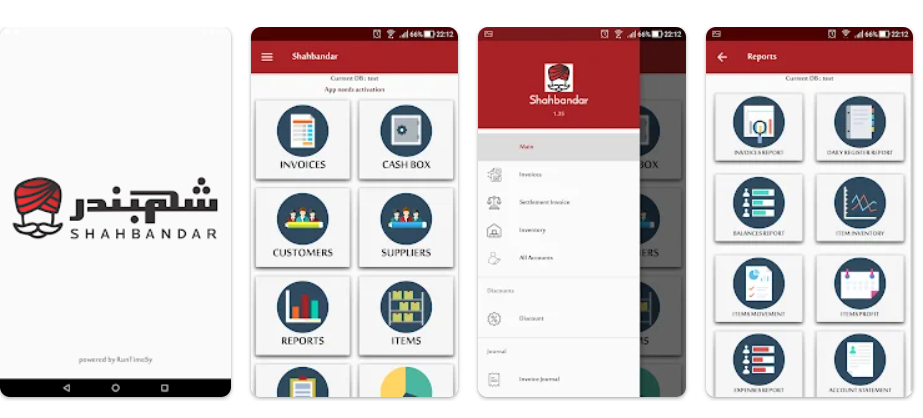 شهبندر
SHAHBANDAR
powered by RunTimeSy
66% 22:12
Shahbandar
Current DB : test
App needs activation
INVOICES
CASH BOX
CUSTOMERS
SUPPLIERS
REPORTS
ITEMS
66% 22:12
Shahbandar
1.35
Main
Invoices
Settlement Invoice
Inventory
All Accounts
Discounts
Discount
Journal
Invoice Journal
OX
RS
MS
66% 22:12
Reports
Current DB : test
INVOICES REPORT
DAILY REGISTER REPORT
BALANCES REPORT
ITEM INVENTORY
ITEMS MOVEMENT
ITEMS PROFIT
EXPENSES REPORT
ACCOUNT STATEMENT